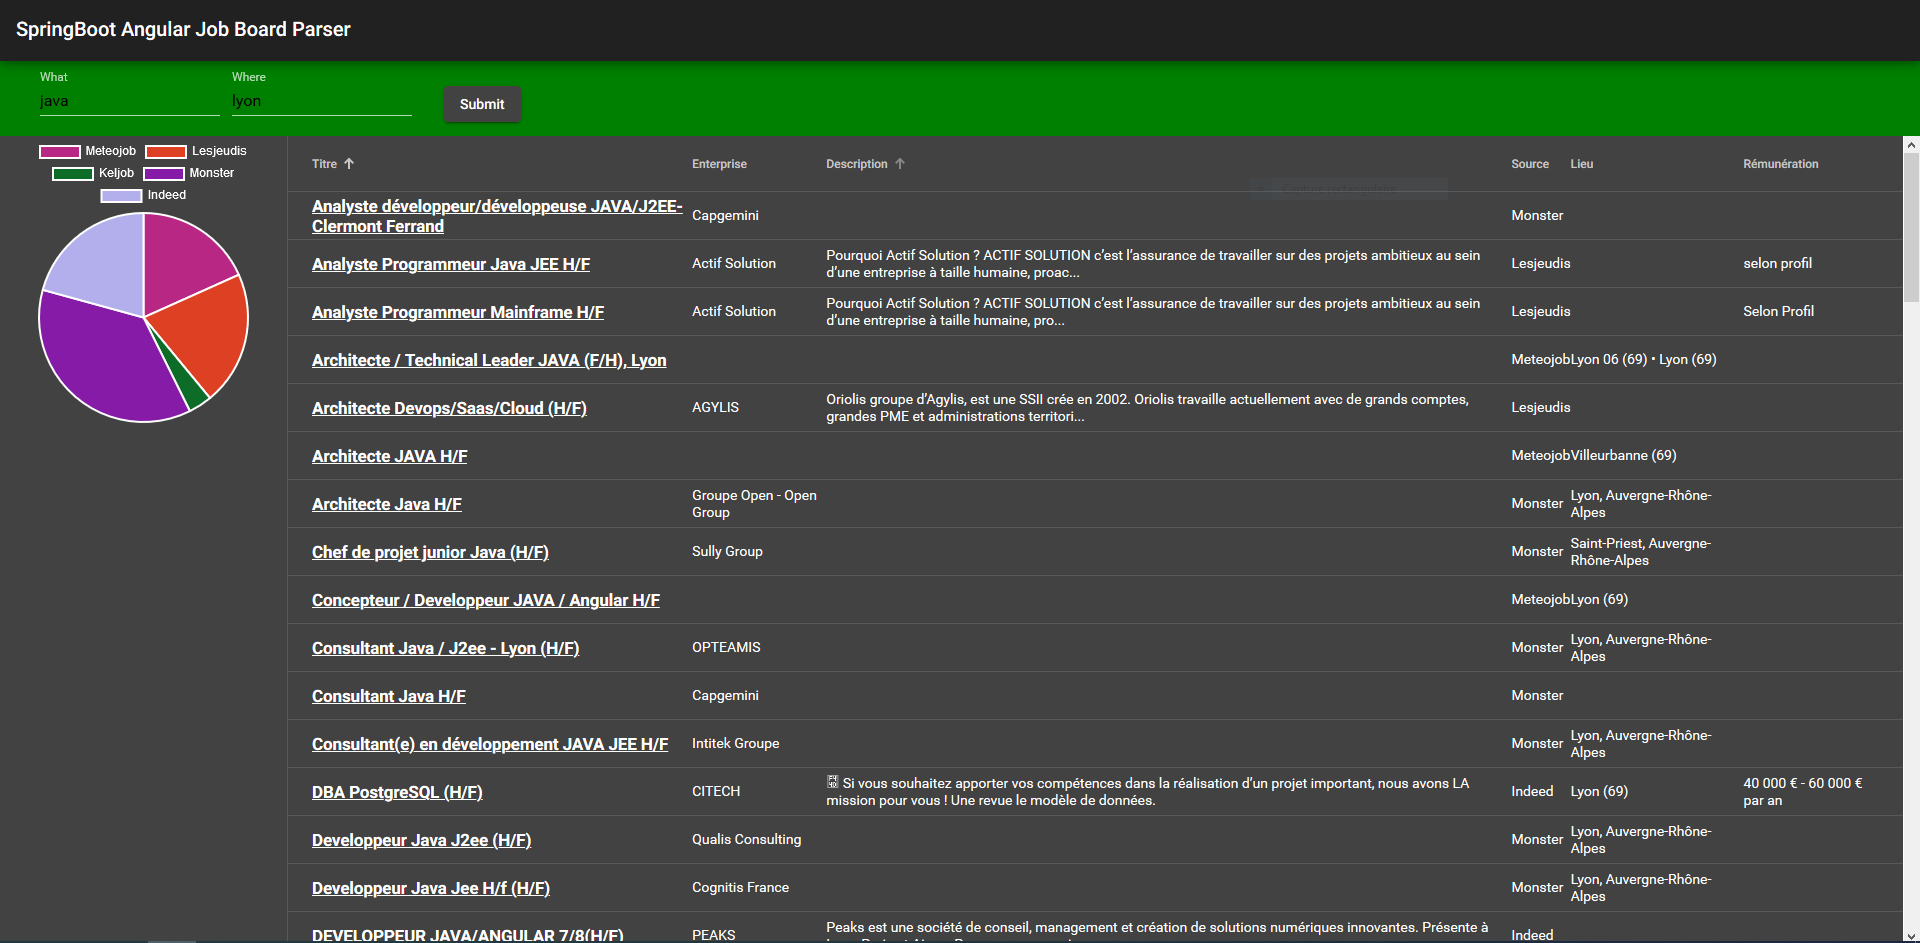 SpringBoot Angular Job Board Parser
What
Where
java
lyon
Submit
Meteojob
Lesjeudis
Keljob
Monster
Indeed
Titre
Enterprise
Description
Source
Lieu
Rémunération
Capture rectangulaire
Analyste développeur/développeuse JAVA/J2EE-
Clermont Ferrand
Capgemini
Monster
Analyste Programmeur Java JEE H/F
Actif Solution
Pourquoi Actif Solution ? ACTIF SOLUTION c’est l’assurance de travailler sur des projets ambitieux au sein
d’une entreprise à taille humaine, proac...
Lesjeudis
selon profil
Analyste Programmeur Mainframe H/F
Actif Solution
Pourquoi Actif Solution ? ACTIF SOLUTION c’est l’assurance de travailler sur des projets ambitieux au sein
d’une entreprise à taille humaine, pro...
Lesjeudis
Selon Profil
Architecte / Technical Leader JAVA (F/H), Lyon
Meteojob
Lyon 06 (69) • Lyon (69)
Architecte Devops/Saas/Cloud (H/F)
AGYLIS
Oriolis groupe d’Agylis, est une SSII crée en 2002. Oriolis travaille actuellement avec de grands comptes,
grandes PME et administrations territori...
Lesjeudis
Architecte JAVA H/F
Meteojob
Villeurbanne (69)
Architecte Java H/F
Groupe Open - Open
Group
Monster
Lyon, Auvergne-Rhône-
Alpes
Chef de projet junior Java (H/F)
Sully Group
Monster
Saint-Priest, Auvergne-
Rhône-Alpes
Concepteur / Developpeur JAVA / Angular H/F
Meteojob
Lyon (69)
Consultant Java / J2ee - Lyon (H/F)
OPTEAMIS
Monster
Lyon, Auvergne-Rhône-
Alpes
Consultant Java H/F
Capgemini
Monster
Consultant(e) en développement JAVA JEE H/F
Intitek Groupe
Monster
Lyon, Auvergne-Rhône-
Alpes
DBA PostgreSQL (H/F)
CITECH
Si vous souhaitez apporter vos compétences dans la réalisation d’un projet important, nous avons LA
mission pour vous ! Une revue le modèle de données.
Indeed
Lyon (69)
40 000 € - 60 000 €
par an
Developpeur Java J2ee (H/F)
Qualis Consulting
Monster
Lyon, Auvergne-Rhône-
Alpes
Developpeur Java Jee H/f (H/F)
Cognitis France
Monster
Lyon, Auvergne-Rhône-
Alpes
DEVELOPPEUR JAVA/ANGULAR 7/8(H/F)
PEAKS
Peaks est une société de conseil, management et création de solutions numériques innovantes. Présente à
Indeed